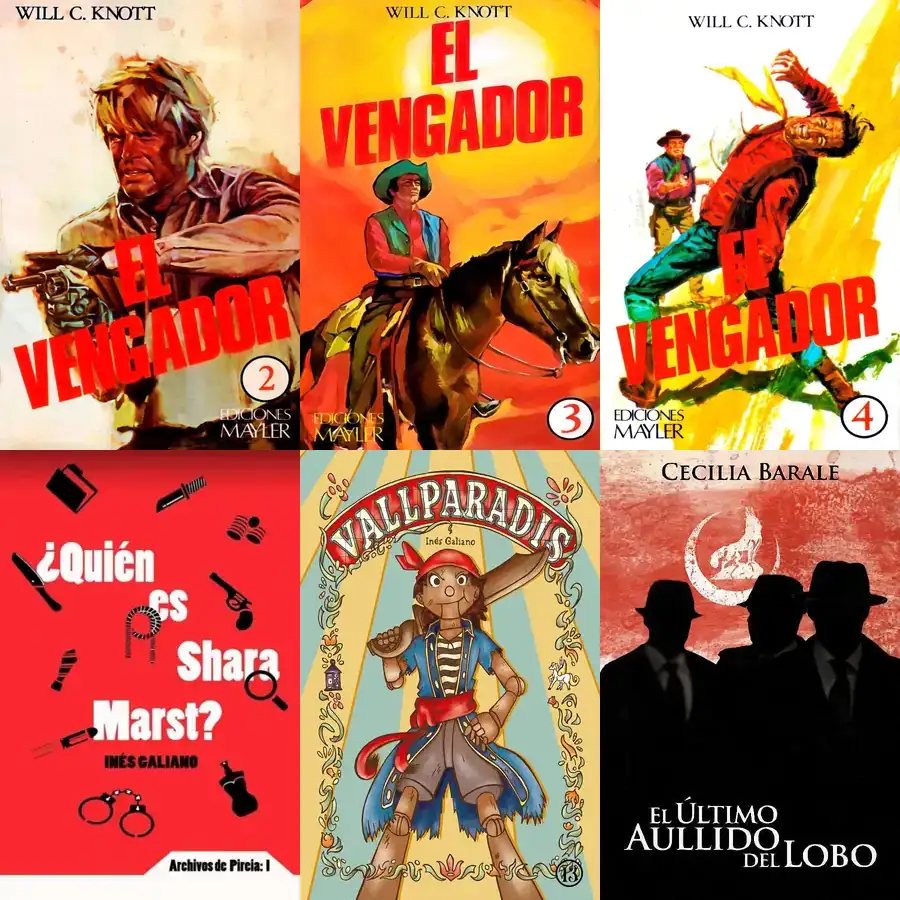 WILL C. KNOTT
EL
VENGADOR
2
EDICIONES
MAYLER
WILL C. KNOTT
EL
VENGADOR
EDICIONES
MAYLER
3
WILL C. KNOTT
EL
VENGADOR
EDICIONES
MAYLER
4
¿Quién
es
Shara
Marst?
INÉS GALIANO
Archivos de Pircia: I
VALLPARADIS
Inés Galiano
13
CECILIA BARALE
EL ÚLTIMO
AULLIDO
DEL LOBO